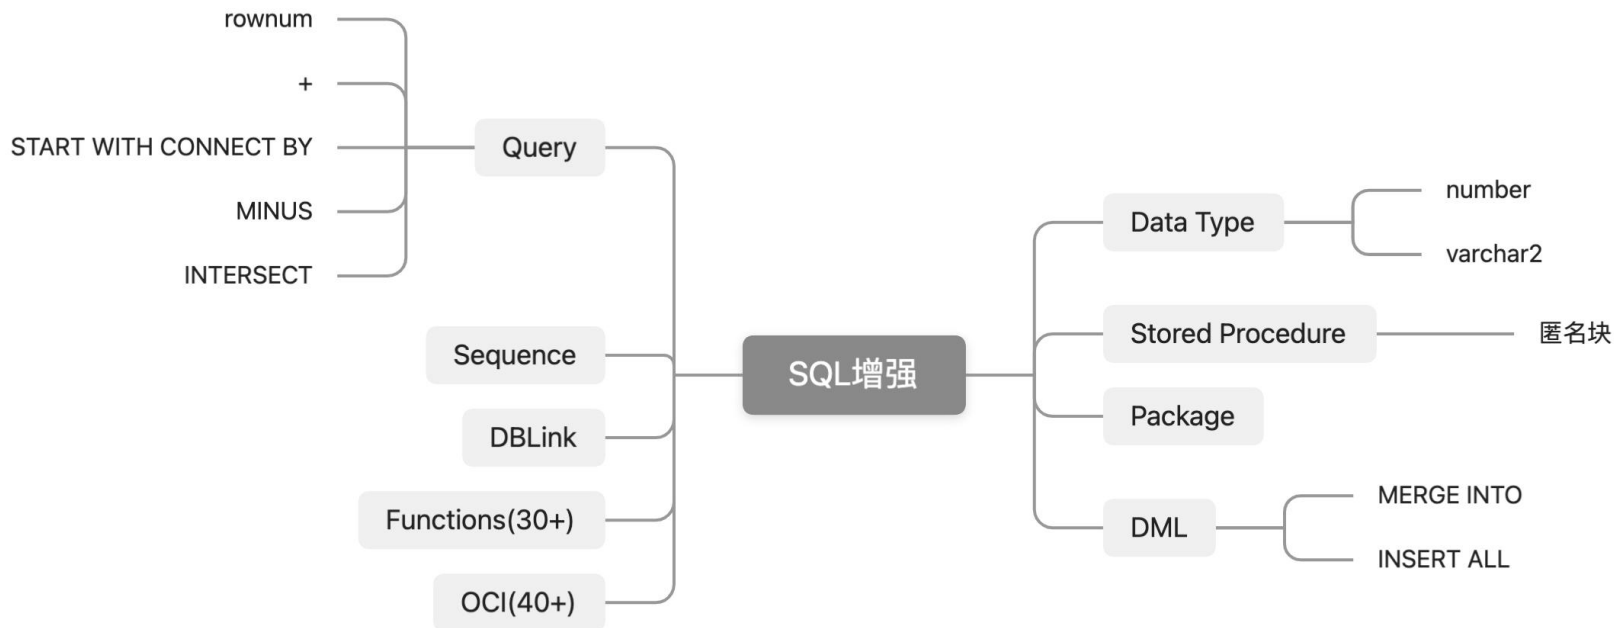 rownum
+
START WITH CONNECT BY
MINUS
INTERSECT
Query
Sequence
DBLink
Functions(30+)
OCI(40+)
SQL增强
Data Type
number
varchar2
Stored Procedure
匿名块
Package
DML
MERGE INTO
INSERT ALL